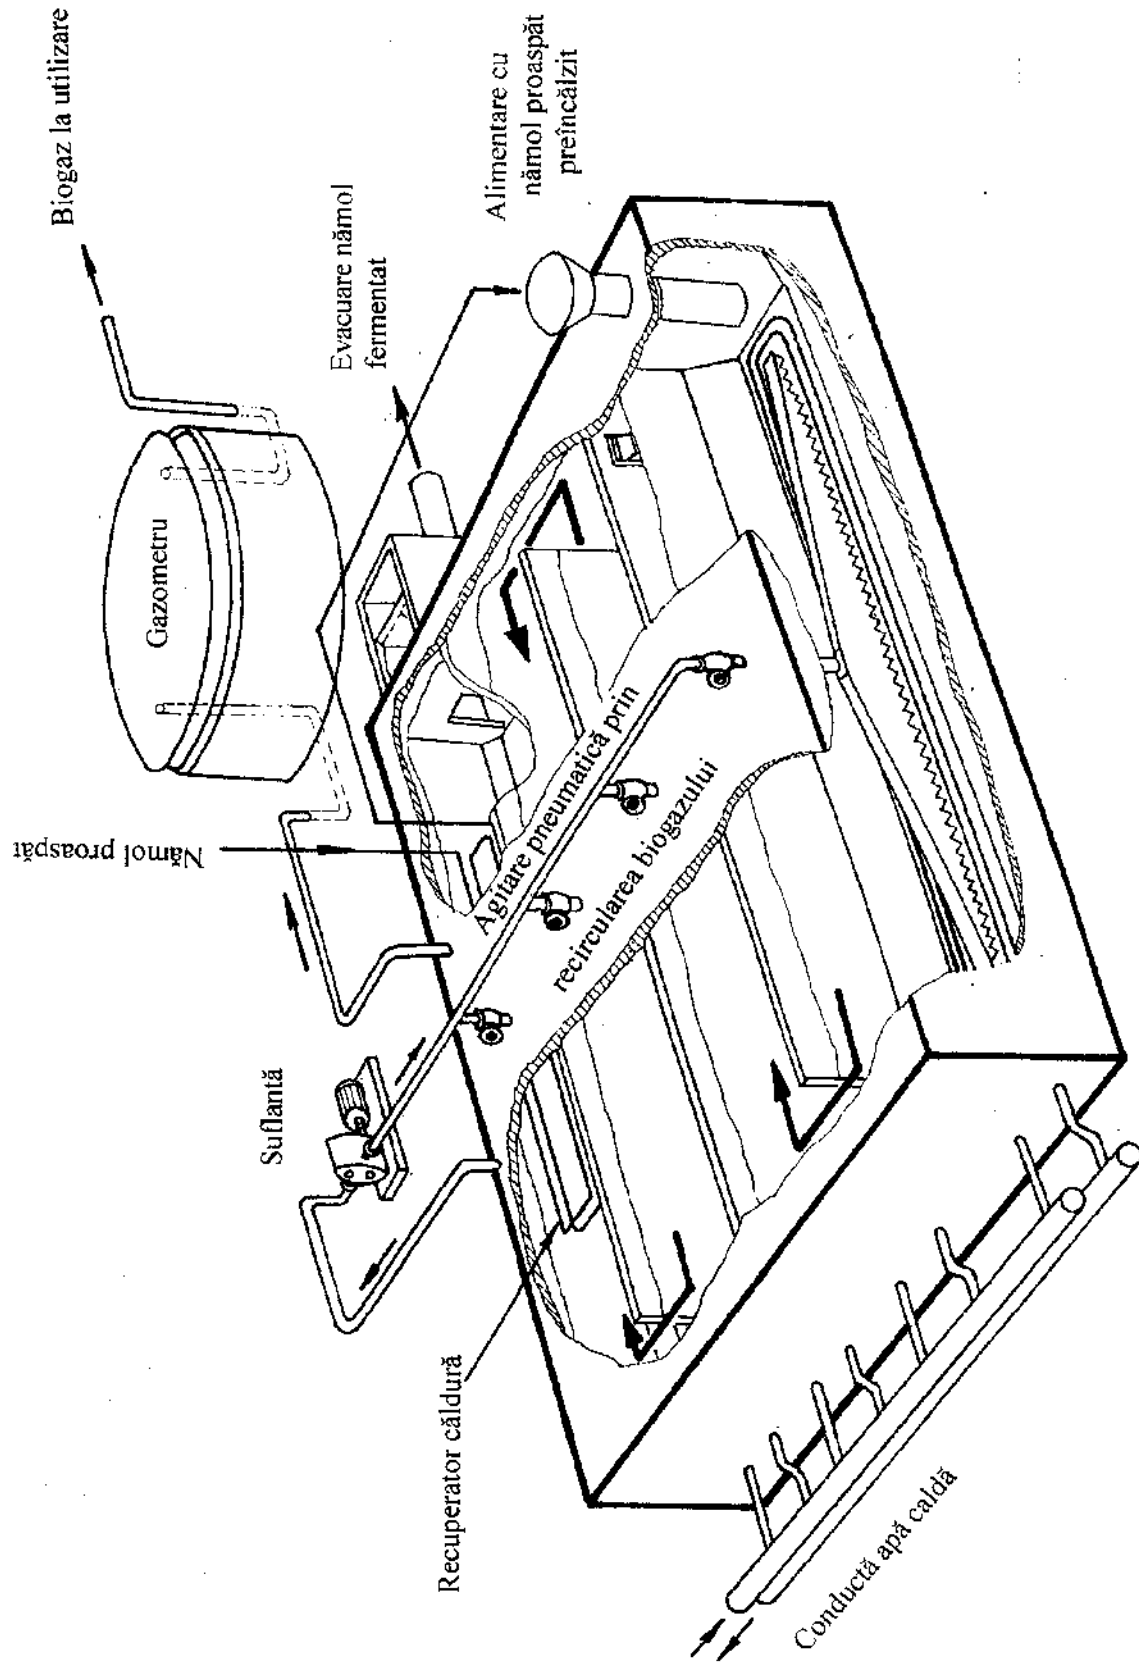 Biogaz la utilizare
Gazometru
Evacuare nămol
fermentat
Alimentare cu
nămol proaspăt
preîncălzit
Nămol proaspăt
Suflantă
Agitare pneumatică prin
recircularea biogazului
Recuperator căldură
Conductă apă caldă